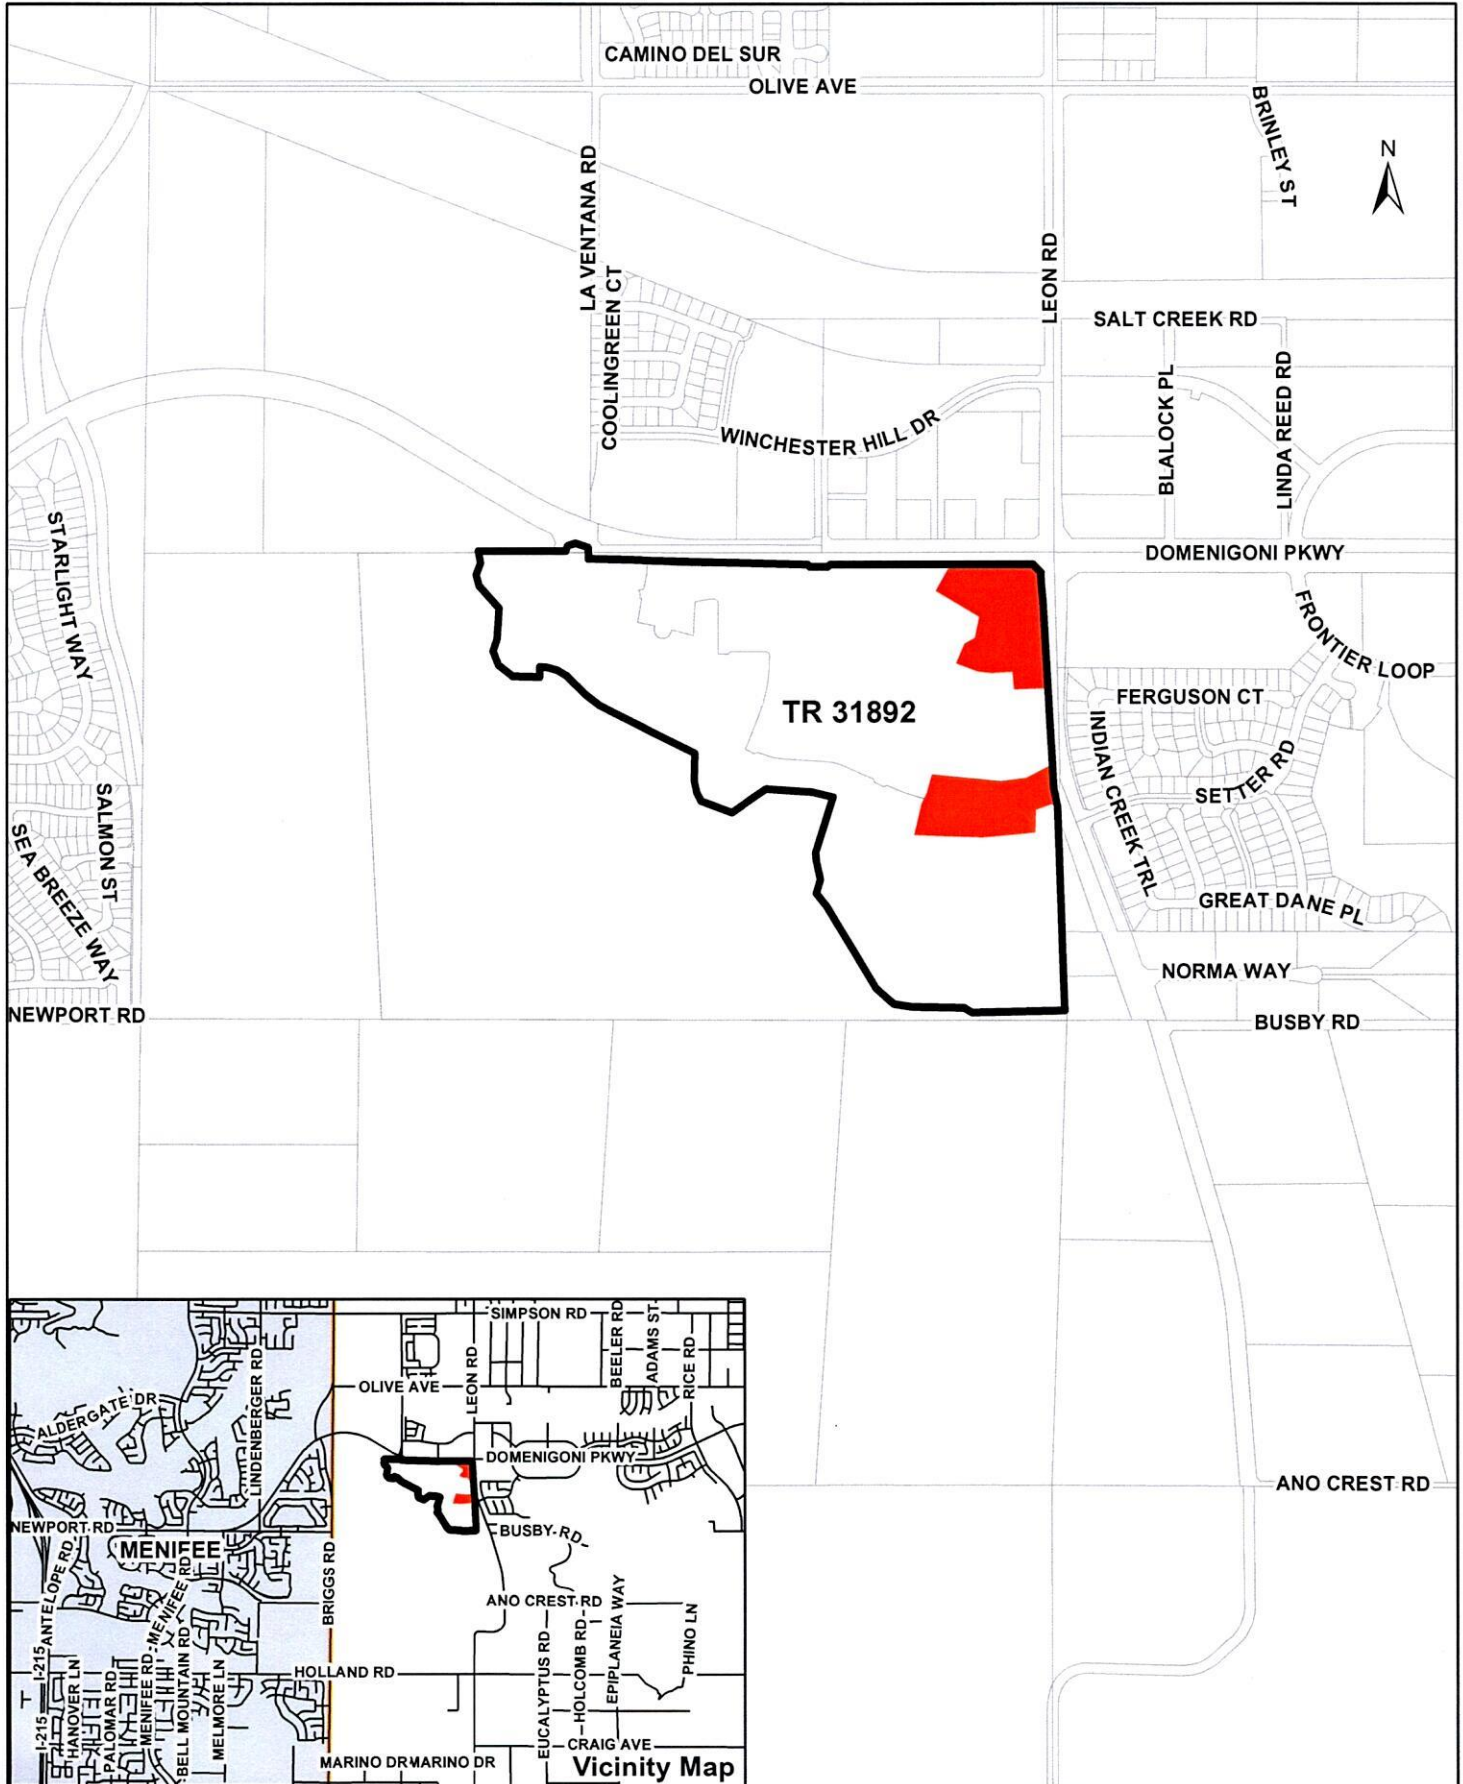 CAMINO DEL SUR
OLIVE AVE
BRINLEY ST
N
LA VENTANA RD
LEON RD
COOLINGREEN CT
SALT CREEK RD
BLALOCK PL
LINDA REED RD
WINCHESTER HILL DR
STARLIGHT WAY
DOMENIGONI PKWY
FRONTIER LOOP
TR 31892
FERGUSON CT
INDIAN CREEK TRL
SETTER RD
SALMON ST
SEA BREEZE WAY
GREAT DANE PL
NORMA WAY
NEWPORT RD
BUSBY RD
ANO CREST RD
SIMPSON RD
BEELER RD
ADAMS ST
RICE RD
LEON RD
LINDENBERGER RD
OLIVE AVE
ALDERGATE DR
DOMENIGONI PKWY
NEWPORT RD
MENIFEE
BUSBY RD
ANTELOPE RD
MENIFEE RD
BRIGGS RD
ANO CREST RD
EUCALYPTUS RD
HOLCOMB RD
EPIPLANEIA WAY
PHINO LN
I-215
I-215
HANOVER LN
PALOMAR RD
MENIFEE RD
BELL MOUNTAIN RD
MELMORE LN
HOLLAND RD
CRAIG AVE
MARINO DR
MARINO DR
Vicinity Map